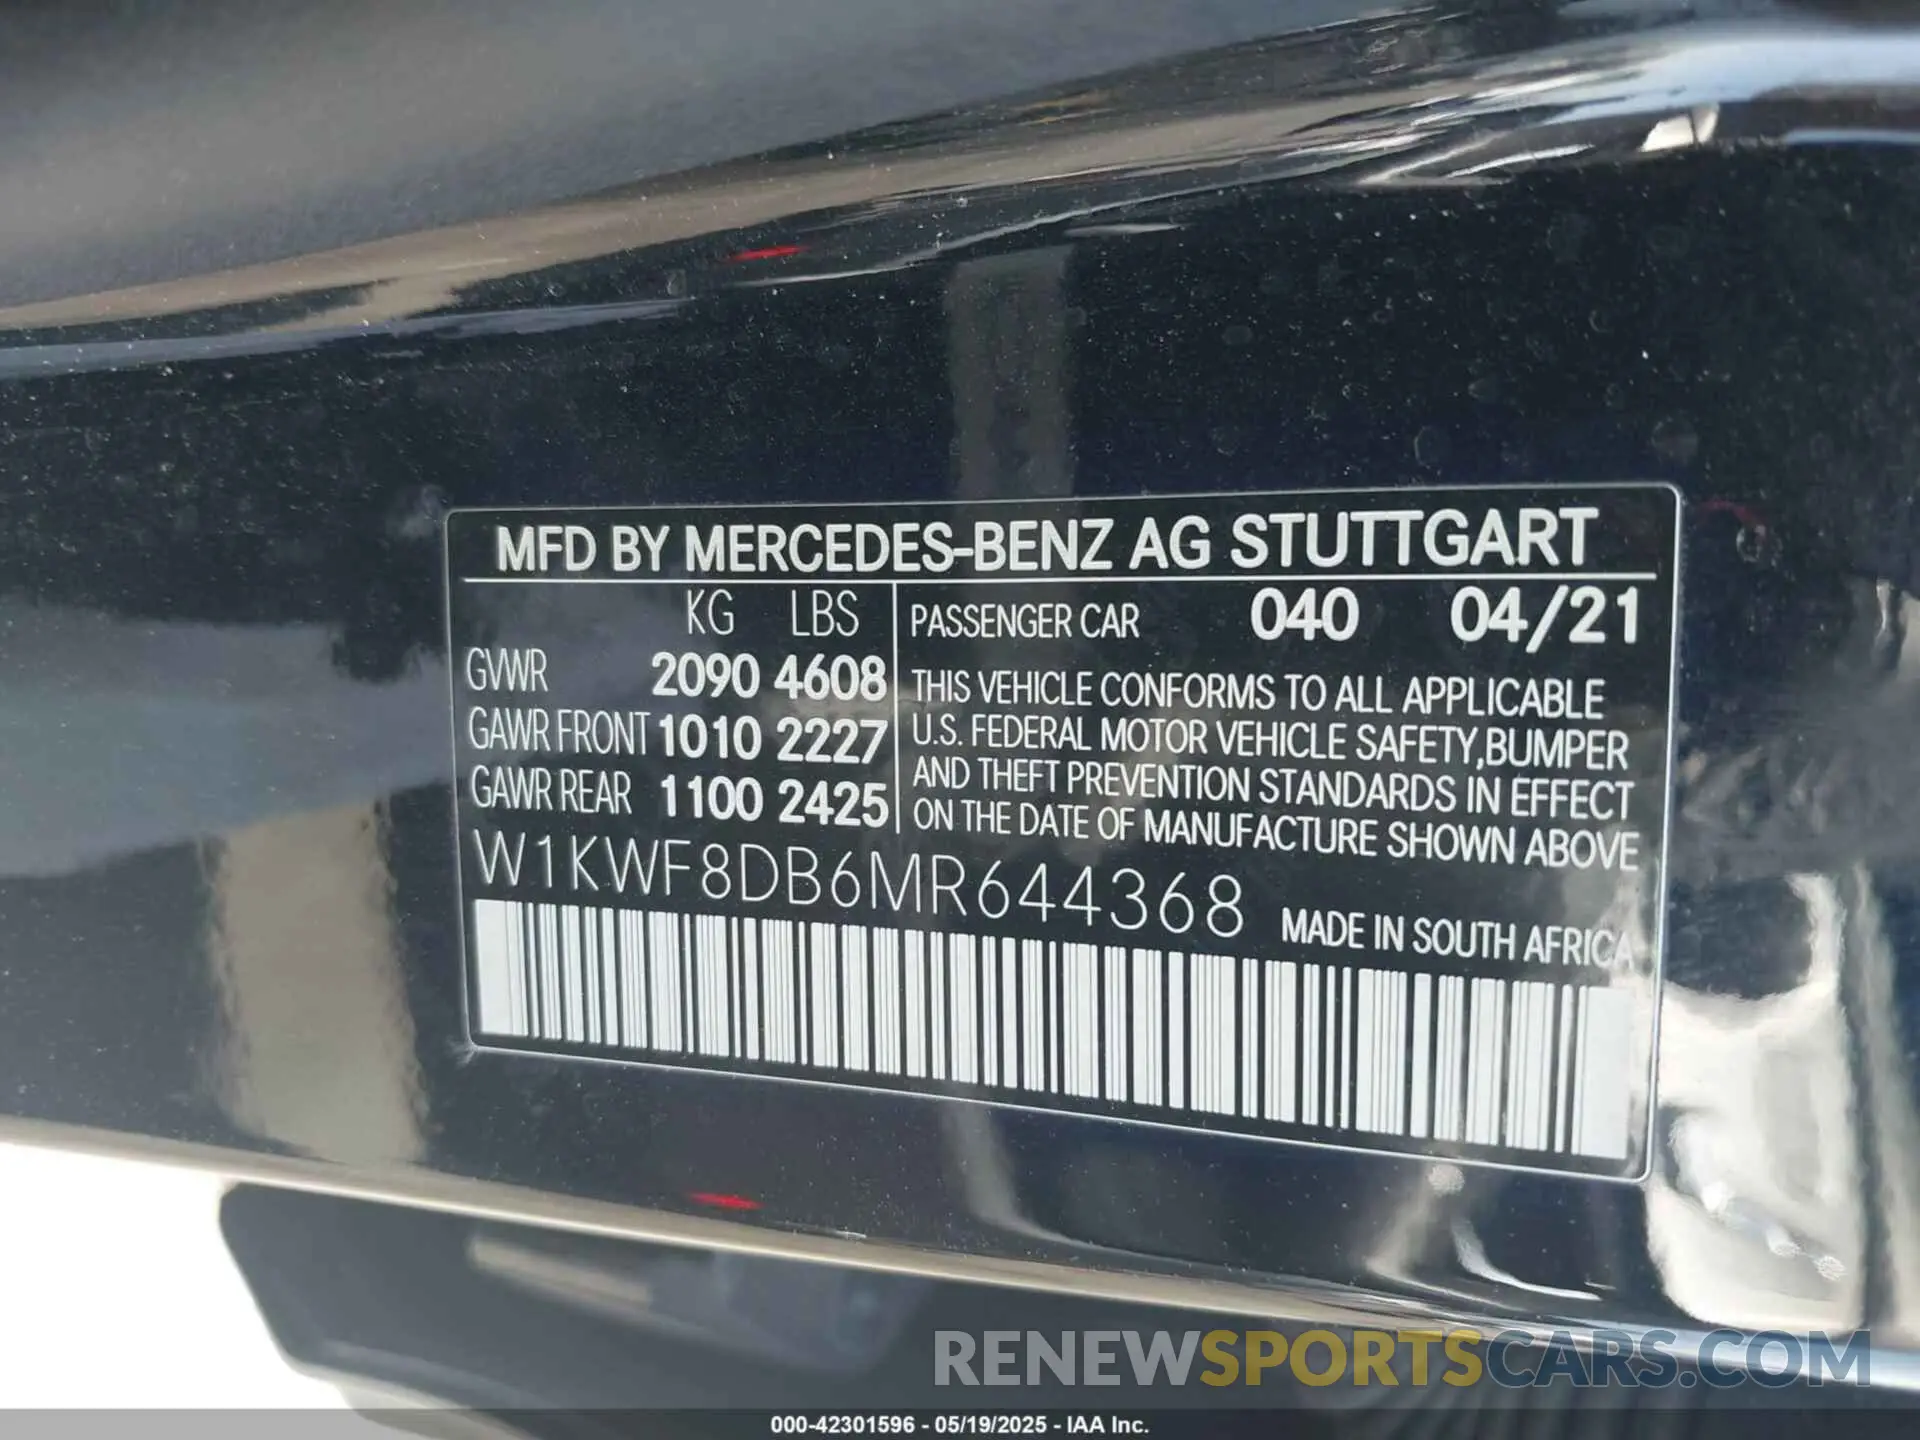 MFD BY MERCEDES-BENZ AG STUTTGART
KG LBS
GVWR 2090 4608
GAWR FRONT 1010 2227
GAWR REAR 1100 2425
PASSENGER CAR 040 04/21
THIS VEHICLE CONFORMS TO ALL APPLICABLE
U.S. FEDERAL MOTOR VEHICLE SAFETY,BUMPER
AND THEFT PREVENTION STANDARDS IN EFFECT
ON THE DATE OF MANUFACTURE SHOWN ABOVE
W1KWF8DB6MR644368
MADE IN SOUTH AFRICA
RENEWSPORTSCARS.COM
000-42301596 - 05/19/2025 - IAA Inc.